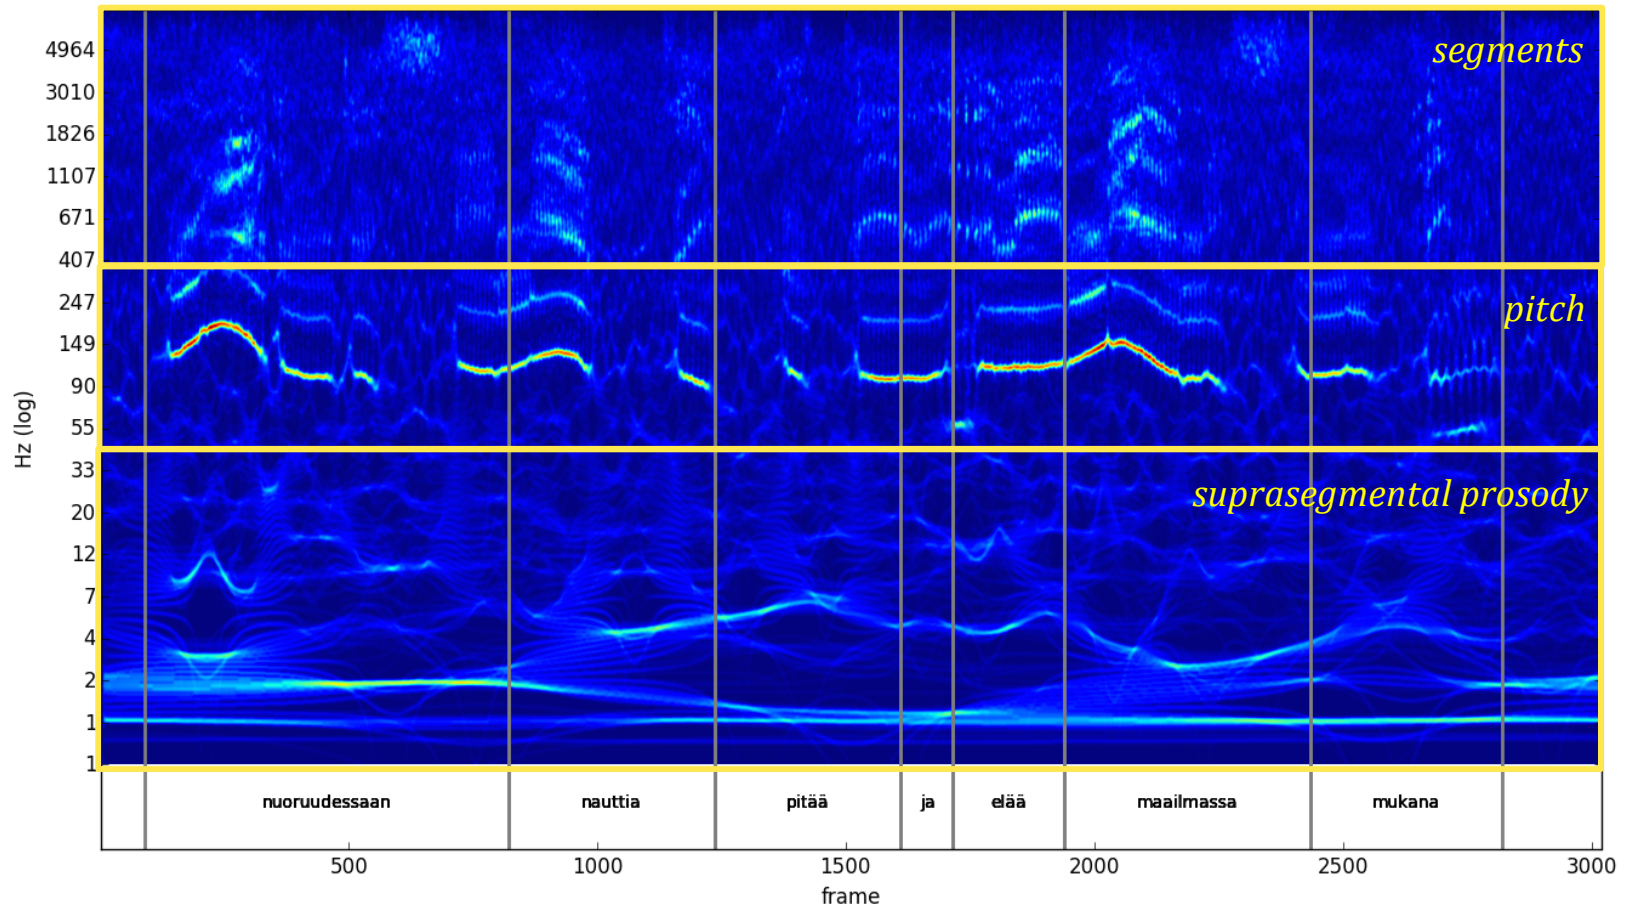 segments
4964
3010
1826
1107
671
407
pitch
247
149
90
55
Hz (log)
suprasegmental prosody
33
20
12
7
4
2
1
1
nuoruudessaan nauttia pitää ja elää maailmassa mukana
500 1000 1500 2000 2500 3000
frame